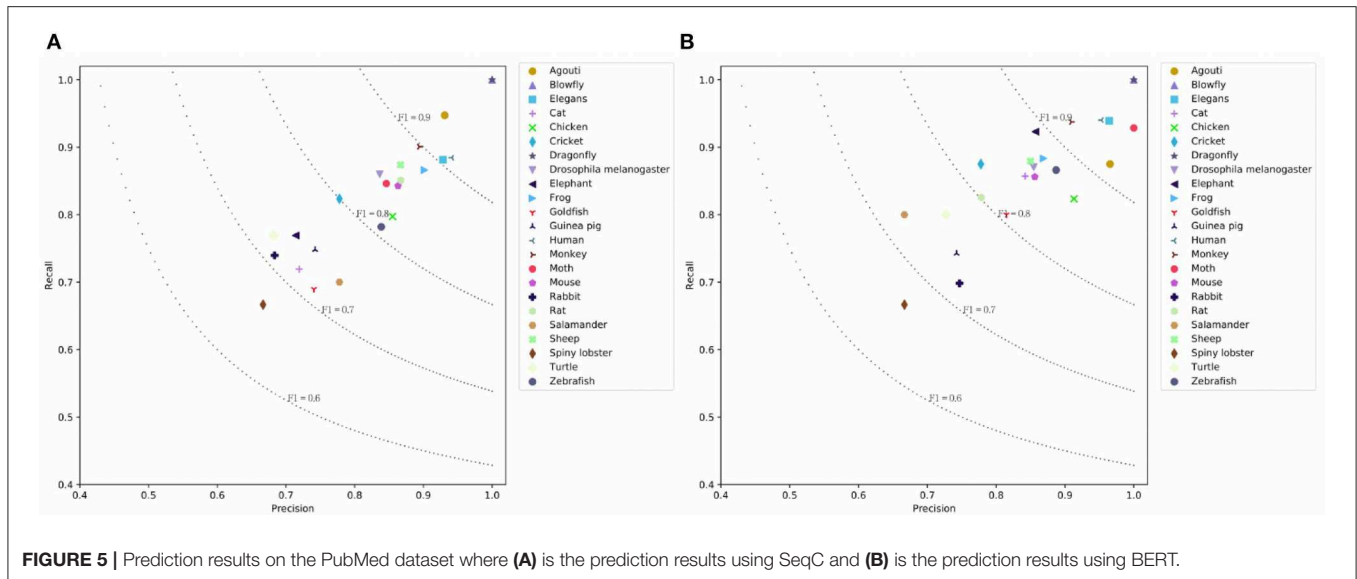 A
B
1.0
0.9
0.8
0.7
0.6
0.5
0.4
Recall
0.4
0.5
0.6
0.7
0.8
0.9
1.0
Precision
F1 = 0.9
F1 = 0.8
F1 = 0.7
F1 = 0.6
Agouti
Blowfly
Elegans
Cat
Chicken
Cricket
Dragonfly
Drosophila melanogaster
Elephant
Frog
Goldfish
Guinea pig
Human
Monkey
Moth
Mouse
Rabbit
Rat
Salamander
Sheep
Spiny lobster
Turtle
Zebrafish
1.0
0.9
0.8
0.7
0.6
0.5
0.4
Recall
0.4
0.5
0.6
0.7
0.8
0.9
1.0
Precision
F1 = 0.9
F1 = 0.8
F1 = 0.7
F1 = 0.6
Agouti
Blowfly
Elegans
Cat
Chicken
Cricket
Dragonfly
Drosophila melanogaster
Elephant
Frog
Goldfish
Guinea pig
Human
Monkey
Moth
Mouse
Rabbit
Rat
Salamander
Sheep
Spiny lobster
Turtle
Zebrafish
FIGURE 5 | Prediction results on the PubMed dataset where (A) is the prediction results using SeqC and (B) is the prediction results using BERT.